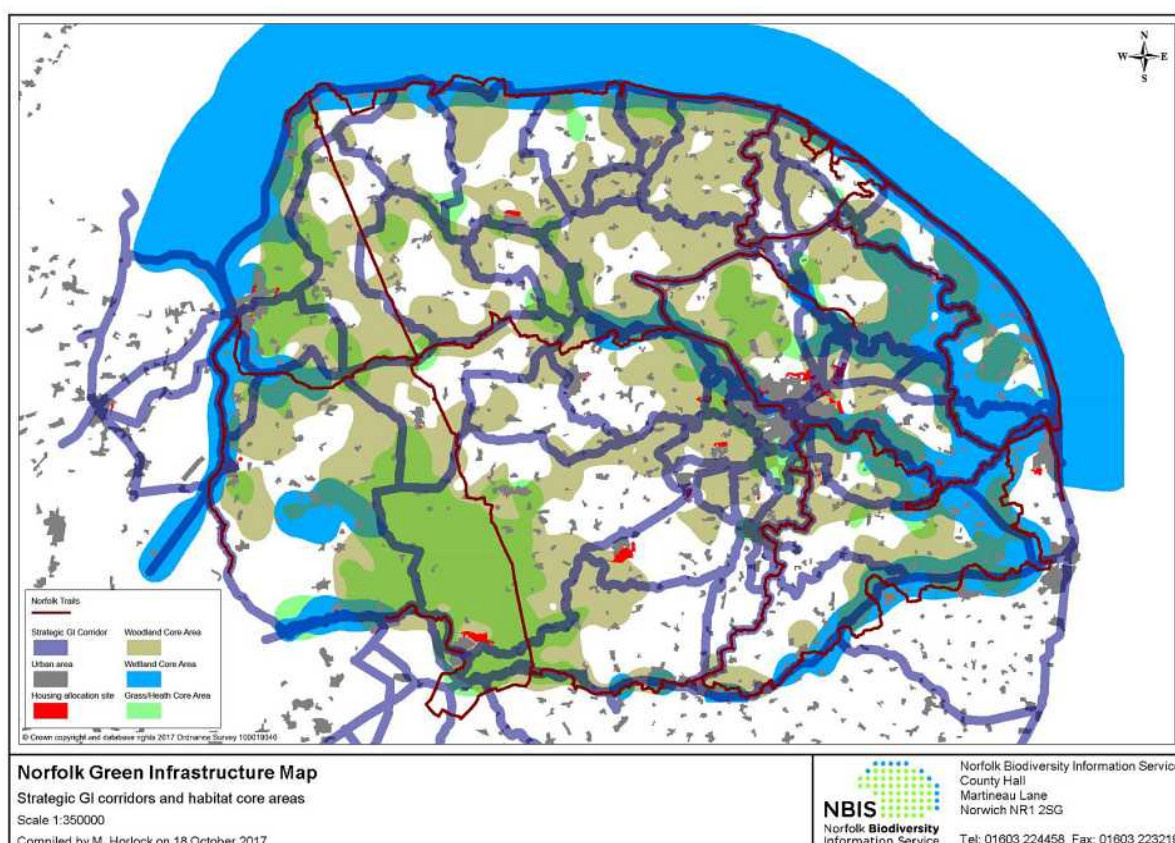 N
W E
S
Norfolk Trails
Strategic GI Corridor Woodland Core Area
Urban area Wetland Core Area
Housing allocation site Grass/Heath Core Area
© Crown copyright and database rights 2017 Ordnance Survey 100019340
Norfolk Green Infrastructure Map
Strategic GI corridors and habitat core areas
Scale 1:350000
Compiled by M. Horlock on 18 October 2017
NBIS
Norfolk Biodiversity
Information Service
Norfolk Biodiversity Information Service
County Hall
Martineau Lane
Norwich NR1 2SG
Tel: 01603 224458 Fax: 01603 223219